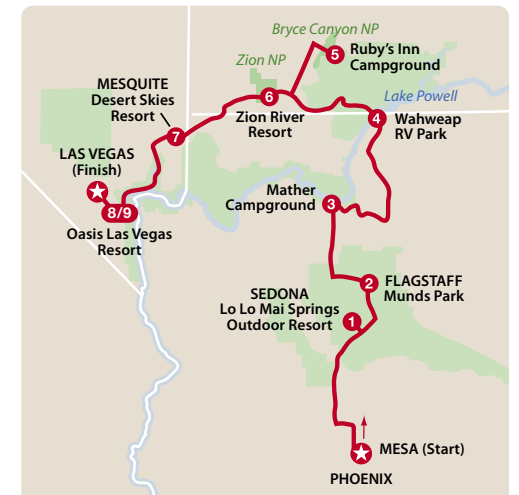 Bryce Canyon NP
5
Ruby's Inn
Campground
Zion NP
MESQUITE
Desert Skies
Resort
6
Zion River
Resort
Lake Powell
4
Wahweap
RV Park
7
LAS VEGAS
(Finish)
8/9
Oasis Las Vegas
Resort
Mather
Campground
3
2
FLAGSTAFF
Munds Park
SEDONA
Lo Lo Mai Springs
Outdoor Resort
1
MESA (Start)
PHOENIX